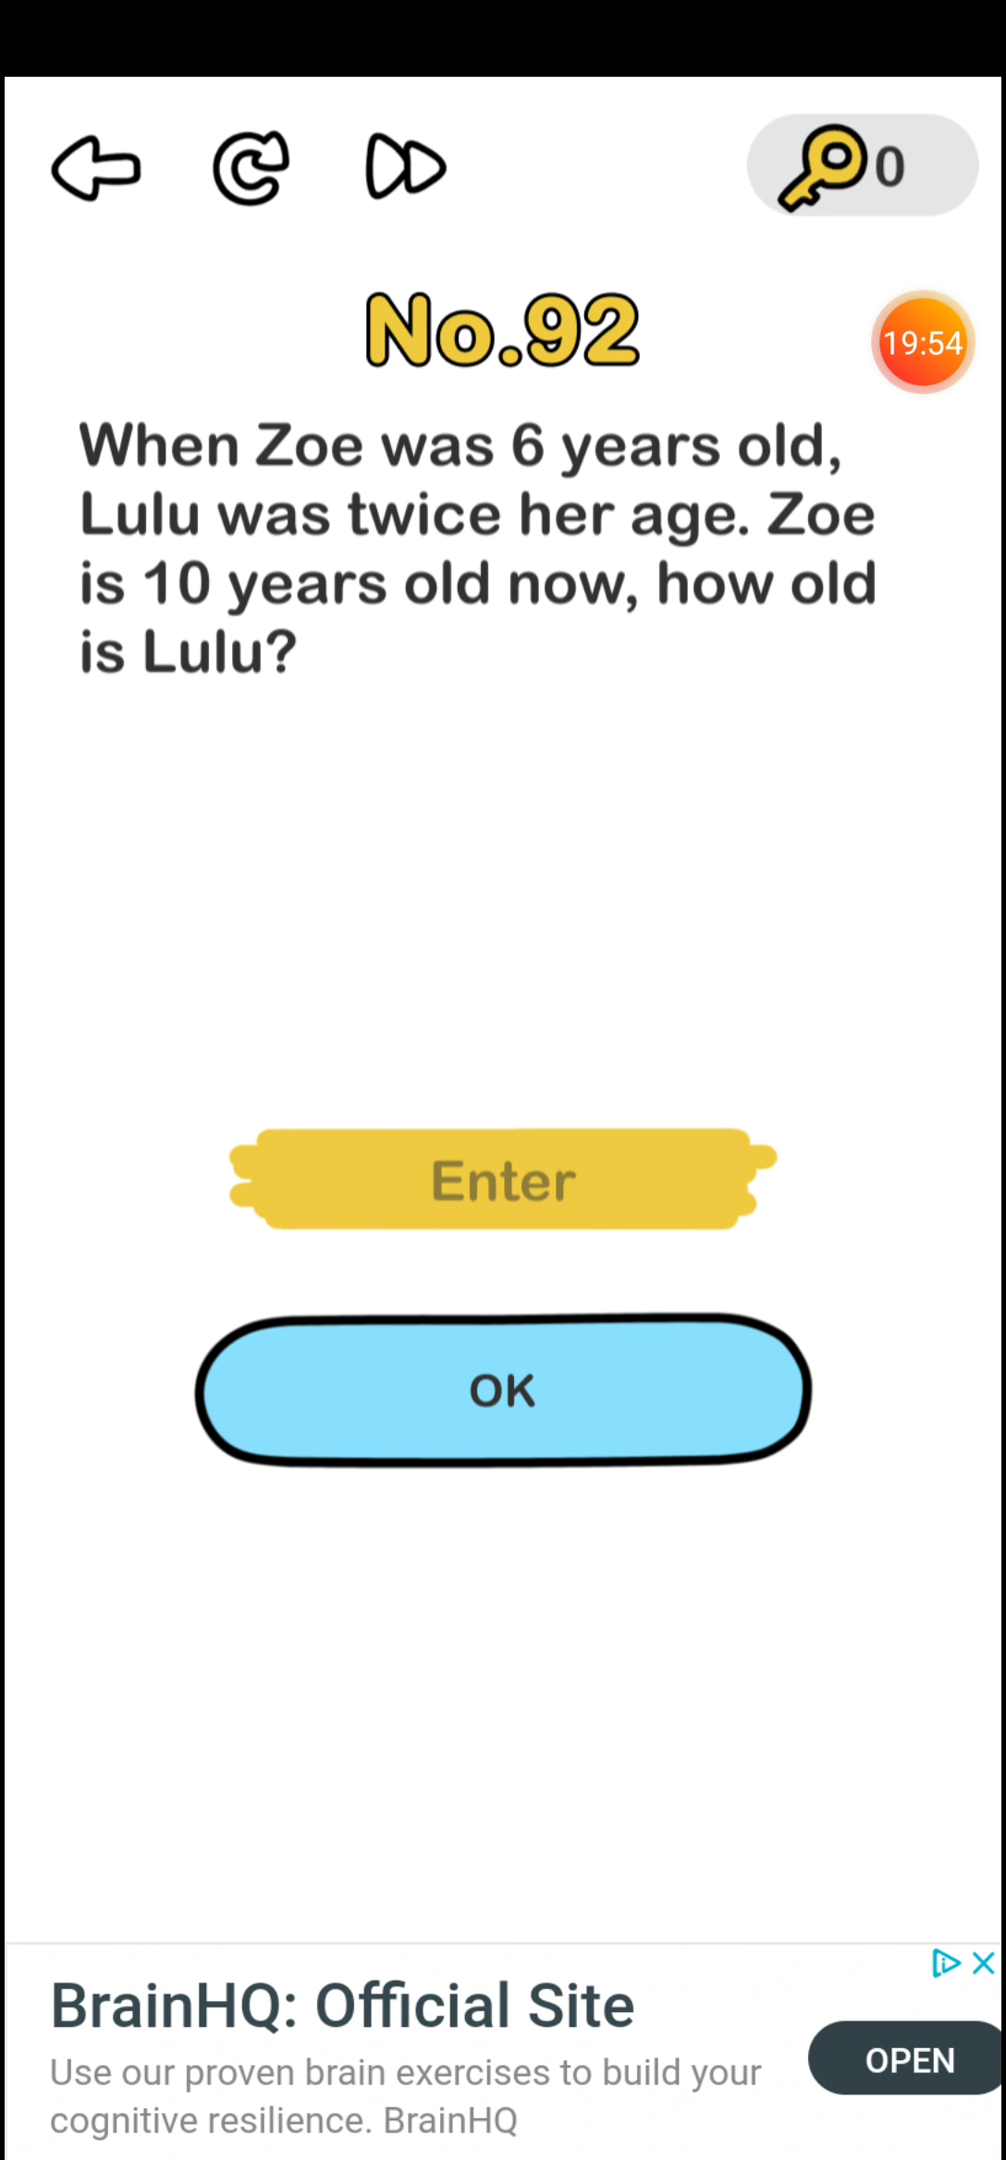 0
No.92
19:54
When Zoe was 6 years old,
Lulu was twice her age. Zoe
is 10 years old now, how old
is Lulu?
Enter
OK
BrainHQ: Official Site
Use our proven brain exercises to build your
cognitive resilience. BrainHQ
OPEN